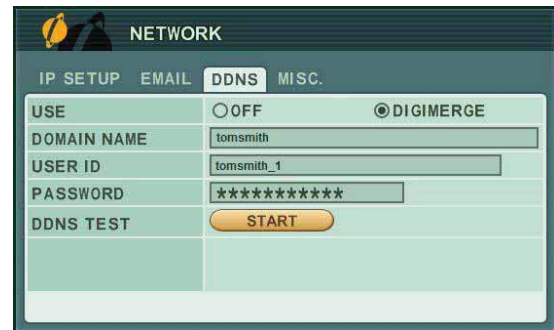 NETWORK
IP SETUP EMAIL DDNS MISC.
USE OFF DIGIMERGE
DOMAIN NAME tomsmith
USER ID tomsmith_1
PASSWORD ***********
DDNS TEST START